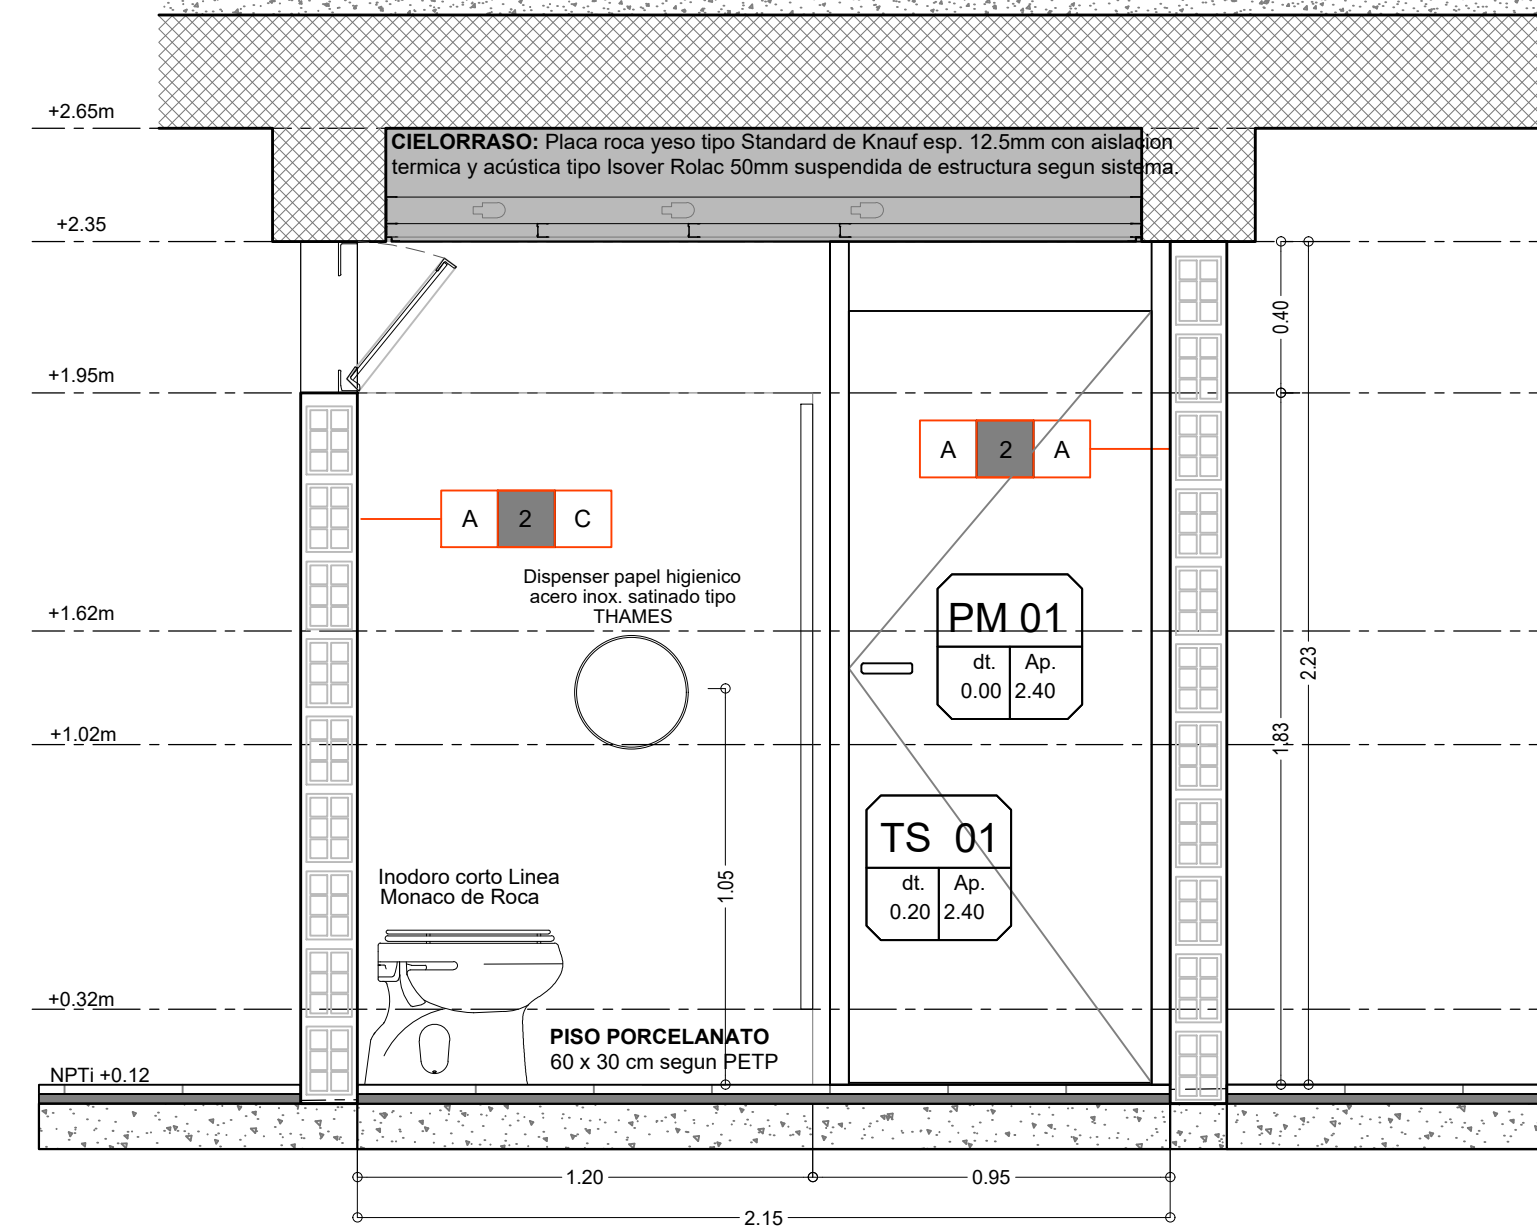 +2.65m
CIELORRASO: Placa roca yeso tipo Standard de Knauf esp. 12.5mm con aislacion
termica y acústica tipo Isover Rolac 50mm suspendida de estructura segun sistema.
+2.35
0.40
+1.95m
A 2 A
A 2 C
Dispenser papel higienico
acero inox. satinado tipo
THAMES
+1.62m
PM 01
dt. Ap.
0.00 2.40
2.23
+1.02m
1.83
TS 01
dt. Ap.
0.20 2.40
1.05
Inodoro corto Linea
Monaco de Roca
+0.32m
PISO PORCELANATO
60 x 30 cm segun PETP
NPTi +0.12
1.20
0.95
2.15